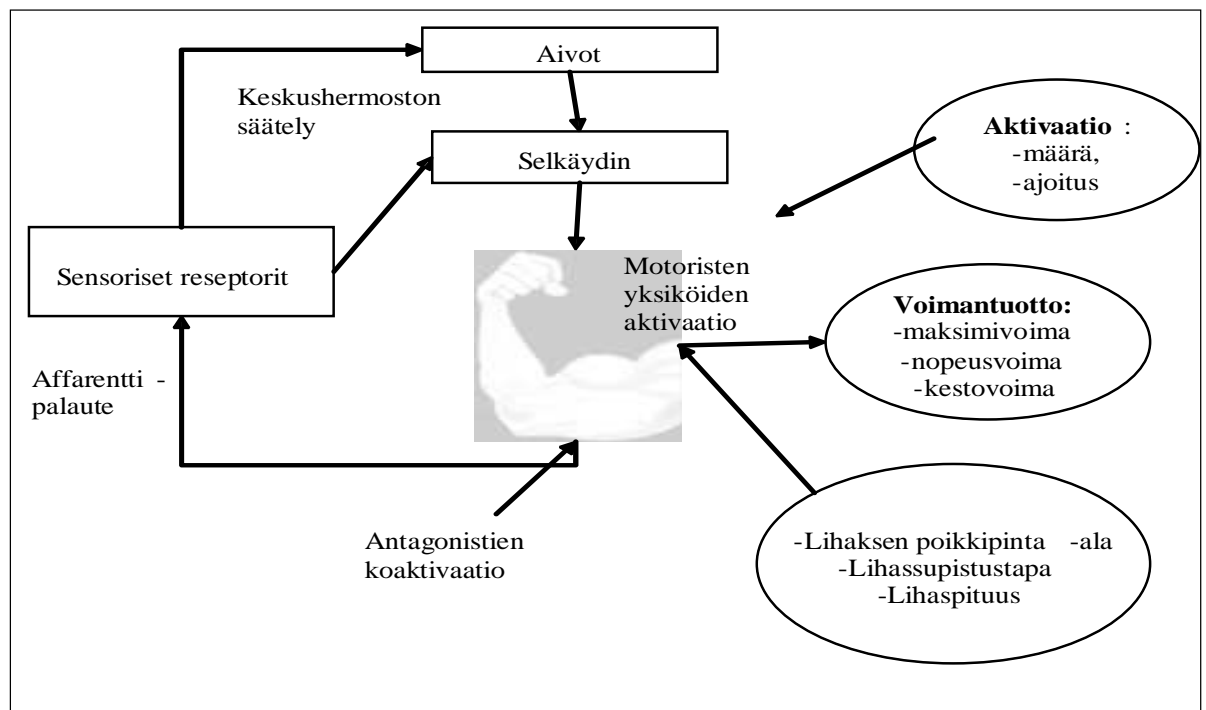 Aivot
Keskushermoston
säätely
Selkäydin
Aktivaatio :
-määrä,
-ajoitus
Sensoriset reseptorit
Motoristen
yksiköiden
aktivaatio
Voimantuotto:
-maksimivoima
-nopeusvoima
-kestovoima
Affarentti -
palaute
Antagonistien
koaktivaatio
-Lihaksen poikkipinta -ala
-Lihassupistustapa
-Lihaspituus